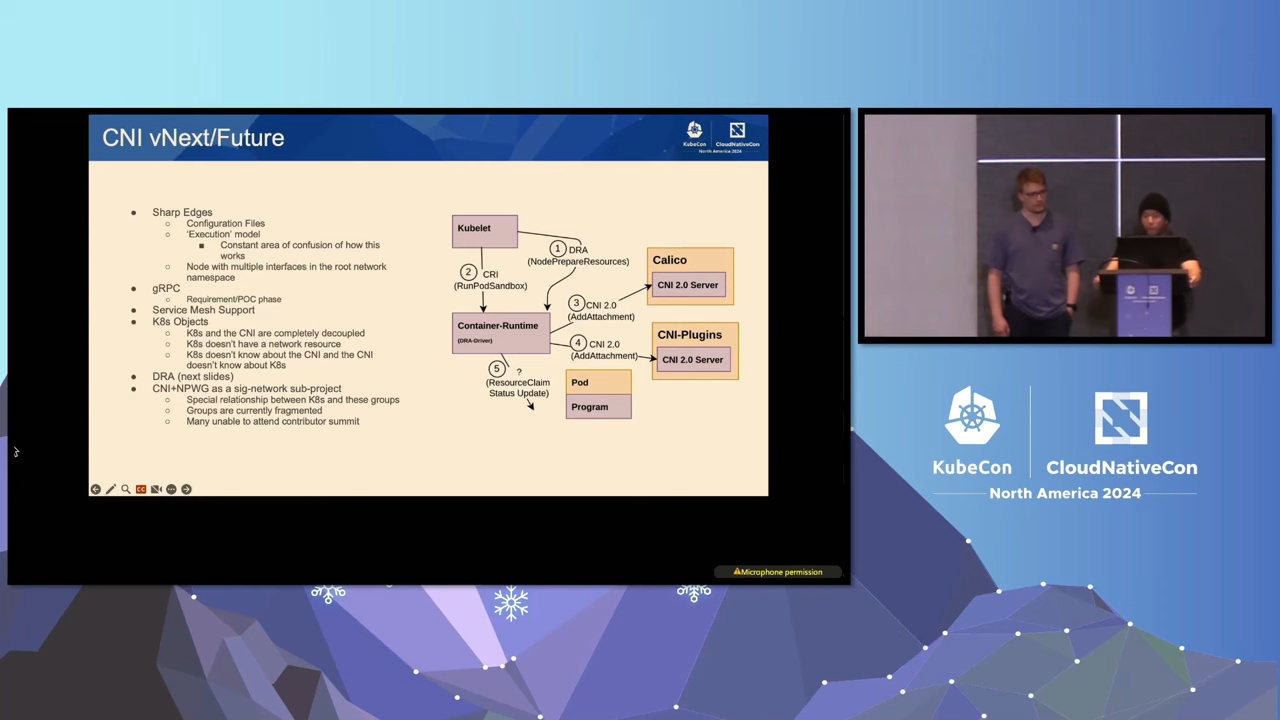 CNI vNext/Future
KubeCon
CloudNativeCon
North America 2024
Sharp Edges
Configuration Files
‘Execution’ model
Constant area of confusion of how this
works
Node with multiple interfaces in the root network
namespace
gRPC
Requirement/POC phase
Service Mesh Support
K8s Objects
K8s and the CNI are completely decoupled
K8s doesn't have a network resource
K8s doesn't know about the CNI and the CNI
doesn't know about K8s
DRA (next slides)
CNI+NPWG as a sig-network sub-project
Special relationship between K8s and these groups
Groups are currently fragmented
Many unable to attend contributor summit
Kubelet
1 DRA
(NodePrepareResources)
2 CRI
(RunPodSandbox)
Calico
CNI 2.0 Server
3 CNI 2.0
(AddAttachment)
Container-Runtime
(DRA-Driver)
4 CNI 2.0
(AddAttachment)
CNI-Plugins
CNI 2.0 Server
5 ?
(ResourceClaim
Status Update)
Pod
Program
CC
Microphone permission
KubeCon
CloudNativeCon
North America 2024